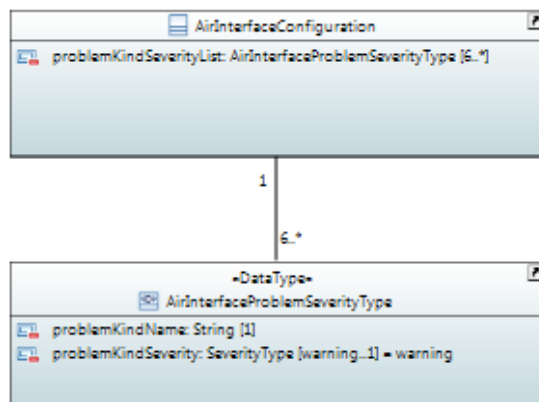 AirInterfaceConfiguration
problemKindSeverityList: AirInterfaceProblemSeverityType [6..*]
1
6..*
«DataType»
AirInterfaceProblemSeverityType
problemKindName: String [1]
problemKindSeverity: SeverityType [warning..1] = warning